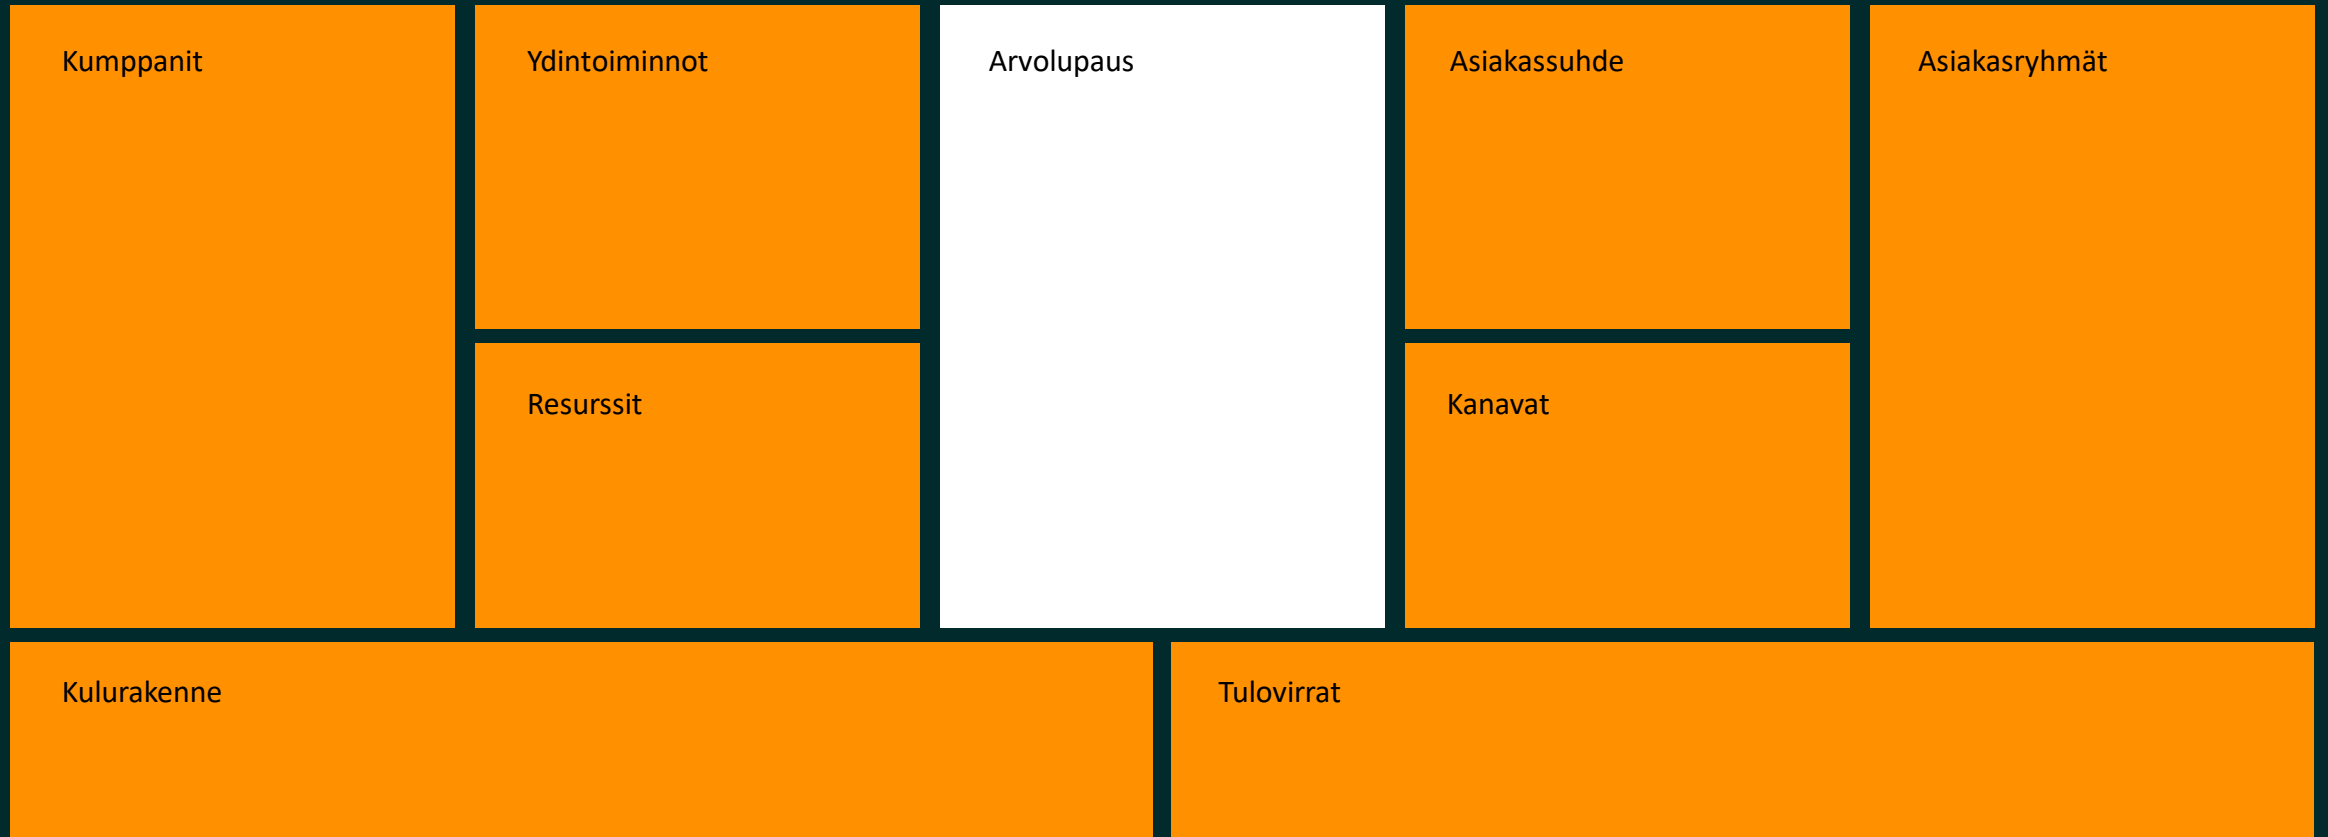 Kumppanit
Ydintoiminnot
Arvolupaus
Asiakassuhde
Asiakasryhmät
Resurssit
Kanavat
Kulurakenne
Tulovirrat